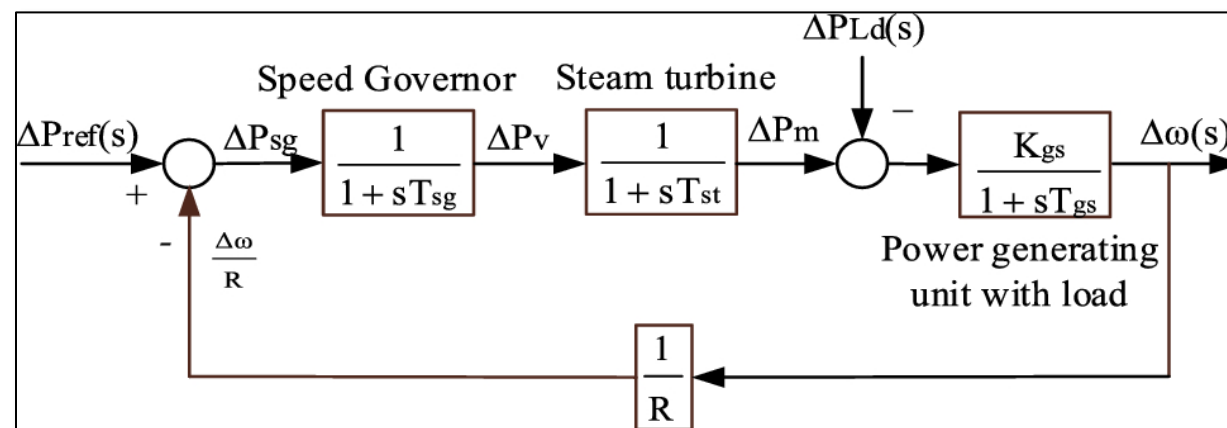 ΔPLd(s)
Speed Governor
Steam turbine
ΔPref(s)
+
-
Δω
R
ΔPsg
1
1 + sTsg
ΔPv
1
1 + sTst
ΔPm
–
Kgs
1 + sTgs
Δω(s)
Power generating
unit with load
1
R